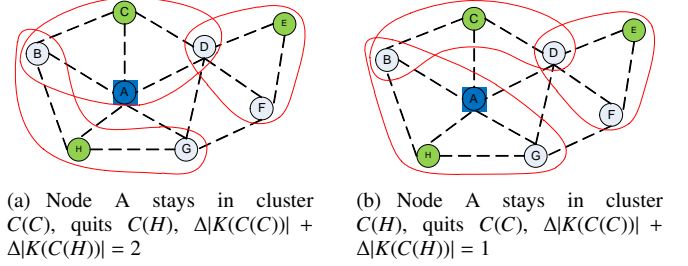 C
E
B
D
A
F
H
G
C
E
B
D
A
F
H
G
(a) Node A stays in cluster
C(C), quits C(H), Δ|K(C(C))| +
Δ|K(C(H))| = 2
(b) Node A stays in cluster
C(H), quits C(C), Δ|K(C(C))| +
Δ|K(C(H))| = 1